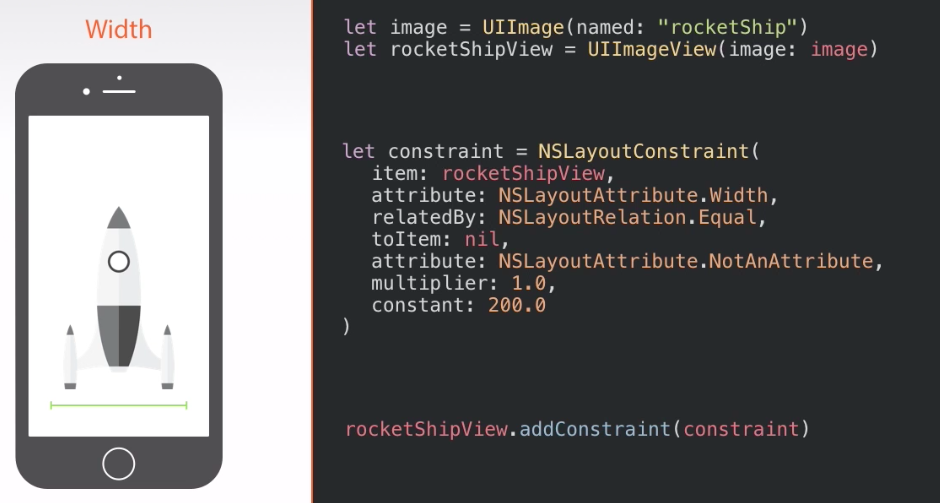 Width
let image = UIImage(named: "rocketShip")
let rocketShipView = UIImageView(image: image)
let constraint = NSLayoutConstraint(
item: rocketShipView,
attribute: NSLayoutAttribute.Width,
relatedBy: NSLayoutRelation.Equal,
toItem: nil,
attribute: NSLayoutAttribute.NotAnAttribute,
multiplier: 1.0,
constant: 200.0
)
rocketShipView.addConstraint(constraint)